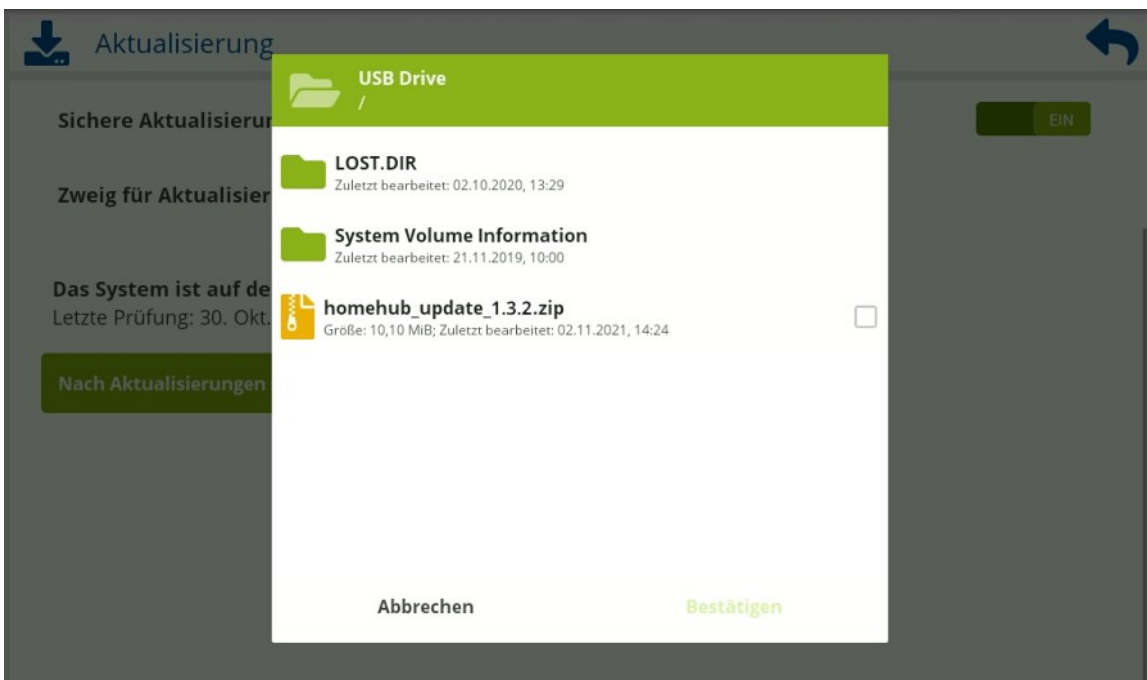 Aktualisierung
USB Drive
/
Sichere Aktualisierun
EIN
LOST.DIR
Zuletzt bearbeitet: 02.10.2020, 13:29
Zweig für Aktualisier
System Volume Information
Zuletzt bearbeitet: 21.11.2019, 10:00
Das System ist auf de
Letzte Prüfung: 30. Okt.
homehub_update_1.3.2.zip
Größe: 10,10 MiB; Zuletzt bearbeitet: 02.11.2021, 14:24
Nach Aktualisierungen
Abbrechen
Bestätigen